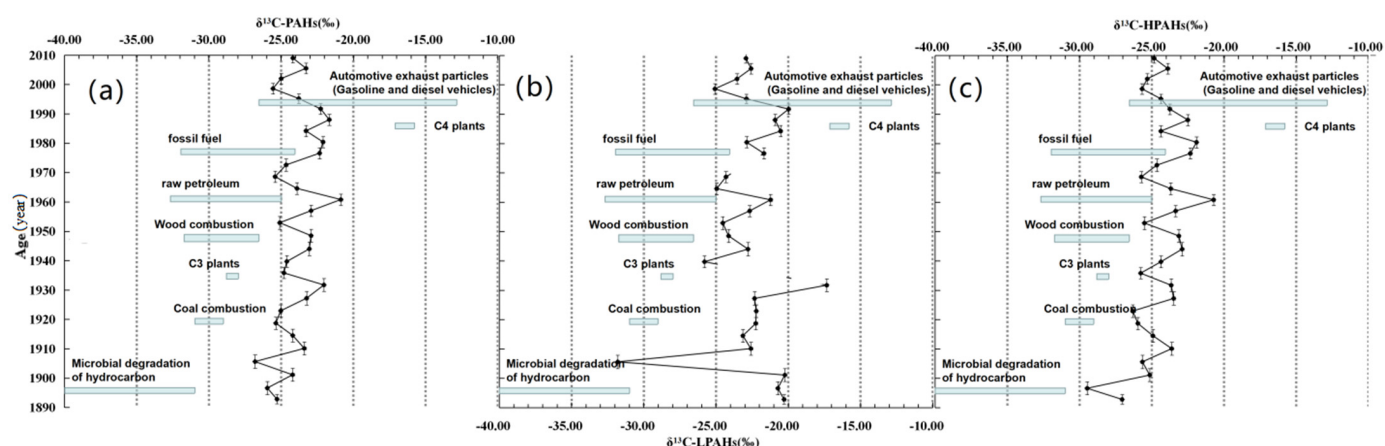 δ¹³C-PAHs(‰)
-40.00 -35.00 -30.00 -25.00 -20.00 -15.00 -10.00
δ¹³C-HPAHs(‰)
-40.00 -35.00 -30.00 -25.00 -20.00 -15.00 -10.00
Age(year)
2010
2000
1990
1980
1970
1960
1950
1940
1930
1920
1910
1900
1890
(a)
Automotive exhaust particles
(Gasoline and diesel vehicles)
C4 plants
fossil fuel
raw petroleum
Wood combustion
C3 plants
Coal combustion
Microbial degradation
of hydrocarbon
(b)
Automotive exhaust particles
(Gasoline and diesel vehicles)
C4 plants
fossil fuel
raw petroleum
Wood combustion
C3 plants
Coal combustion
Microbial degradation
of hydrocarbon
(c)
Automotive exhaust particles
(Gasoline and diesel vehicles)
C4 plants
fossil fuel
raw petroleum
Wood combustion
C3 plants
Coal combustion
Microbial degradation
of hydrocarbon
-40.00 -35.00 -30.00 -25.00 -20.00 -15.00 -10.00
δ¹³C-LPAHs(‰)